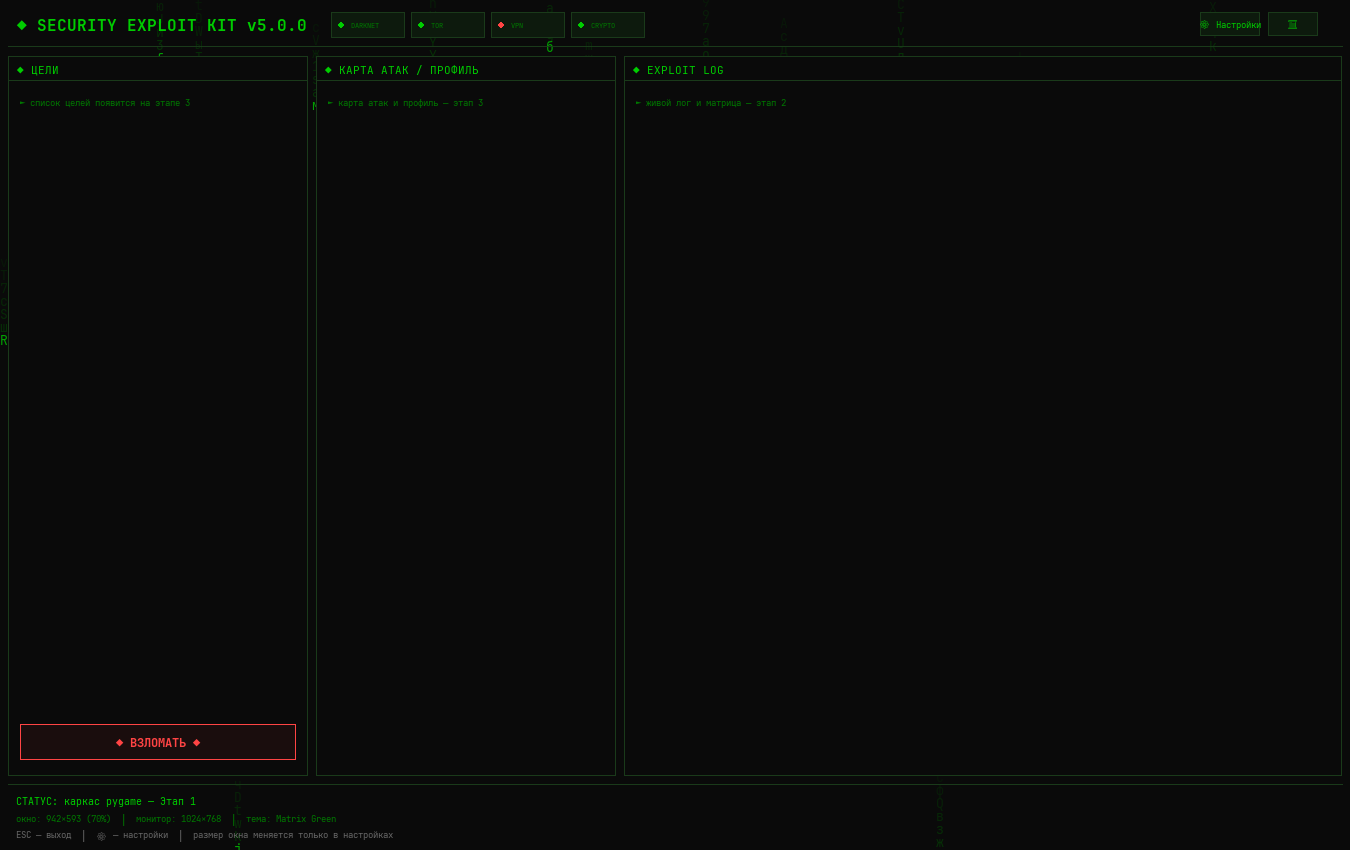 ◆ SECURITY EXPLOIT KIT v5.0.0
◆ DARKNET ◆ TOR ◆ VPN ◆ CRYPTO
Настройки
◆ ЦЕЛИ
← список целей появится на этапе 3
◆ КАРТА АТАК / ПРОФИЛЬ
← карта атак и профиль — этап 3
◆ EXPLOIT LOG
← живой лог и матрица — этап 2
◆ ВЗЛОМАТЬ ◆
СТАТУС: каркас pygame — Этап 1
окно: 942×593 (70%) │ монитор: 1024×768 │ тема: Matrix Green
ESC — выход │ ⚙ — настройки │ размер окна меняется только в настройках